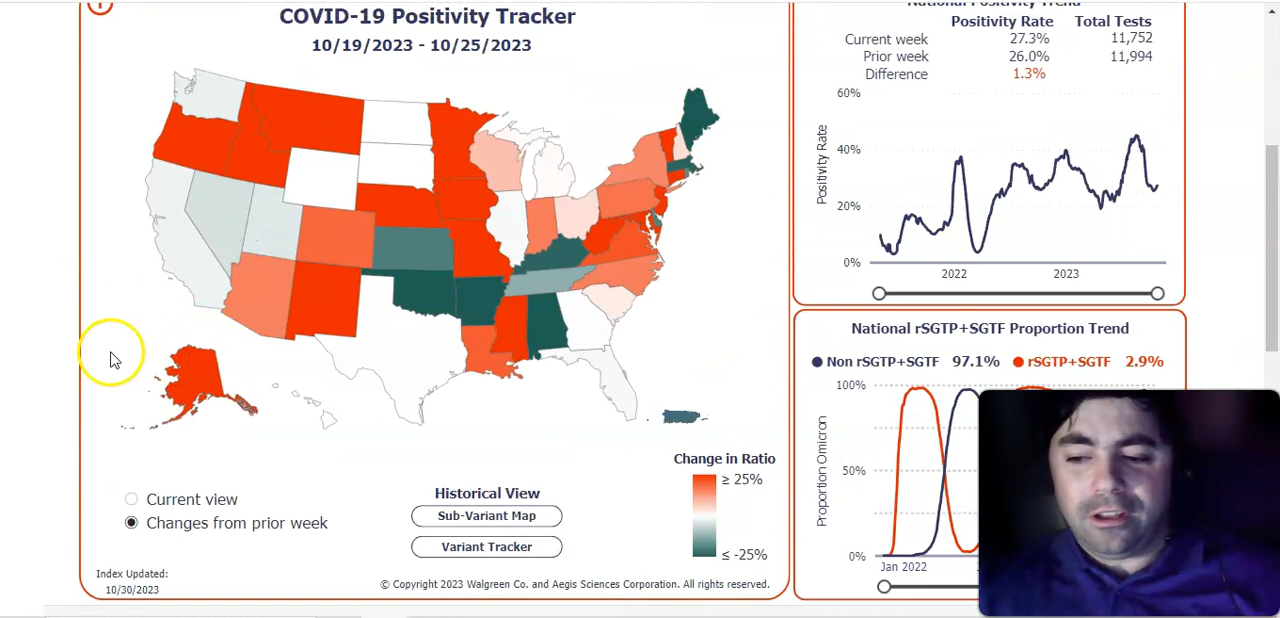 COVID-19 Positivity Tracker
10/19/2023 - 10/25/2023
Change in Ratio
≥ 25%
≤ -25%
Current view
Changes from prior week
Historical View
Sub-Variant Map
Variant Tracker
Index Updated:
10/30/2023
© Copyright 2023 Walgreen Co. and Aegis Sciences Corporation. All rights reserved.
National Positivity Trend
Positivity Rate Total Tests
Current week 27.3% 11,752
Prior week 26.0% 11,994
Difference 1.3%
Positivity Rate
60%
40%
20%
0%
2022 2023
National rSGTP+SGTF Proportion Trend
Non rSGTP+SGTF 97.1% rSGTP+SGTF 2.9%
Proportion Omicron
100%
50%
0%
Jan 2022